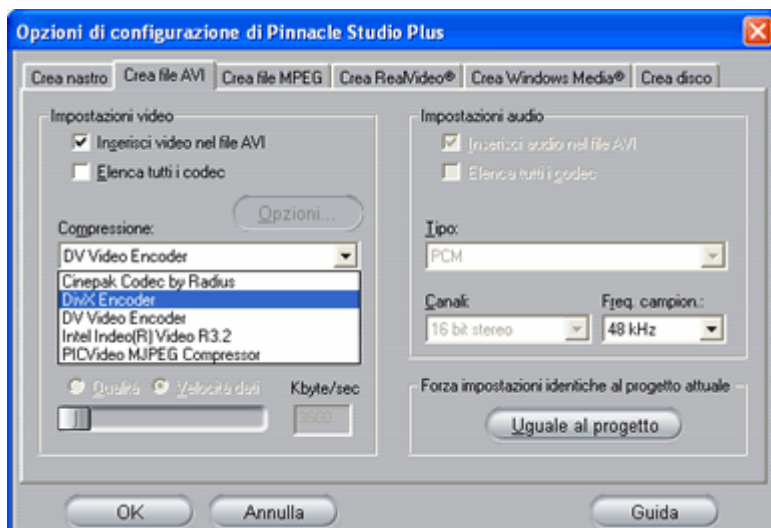 Opzioni di configurazione di Pinnacle Studio Plus
Crea nastro Crea file AVI Crea file MPEG Crea RealVideo® Crea Windows Media® Crea disco
Impostazioni video
Inserisci video nel file AVI
Elenca tutti i codec
Opzioni...
Compressione:
DV Video Encoder
Cinepak Codec by Radius
DivX Encoder
DV Video Encoder
Intel Indeo(R) Video R3.2
PICVideo MJPEG Compressor
Qualità Velocità dati Kbyte/sec
3600
Impostazioni audio
Inserisci audio nel file AVI
Elenca tutti i codec
Tipo:
PCM
Canali: Freq. campion.:
16 bit stereo 48 kHz
Forza impostazioni identiche al progetto attuale
Uguale al progetto
OK Annulla Guida